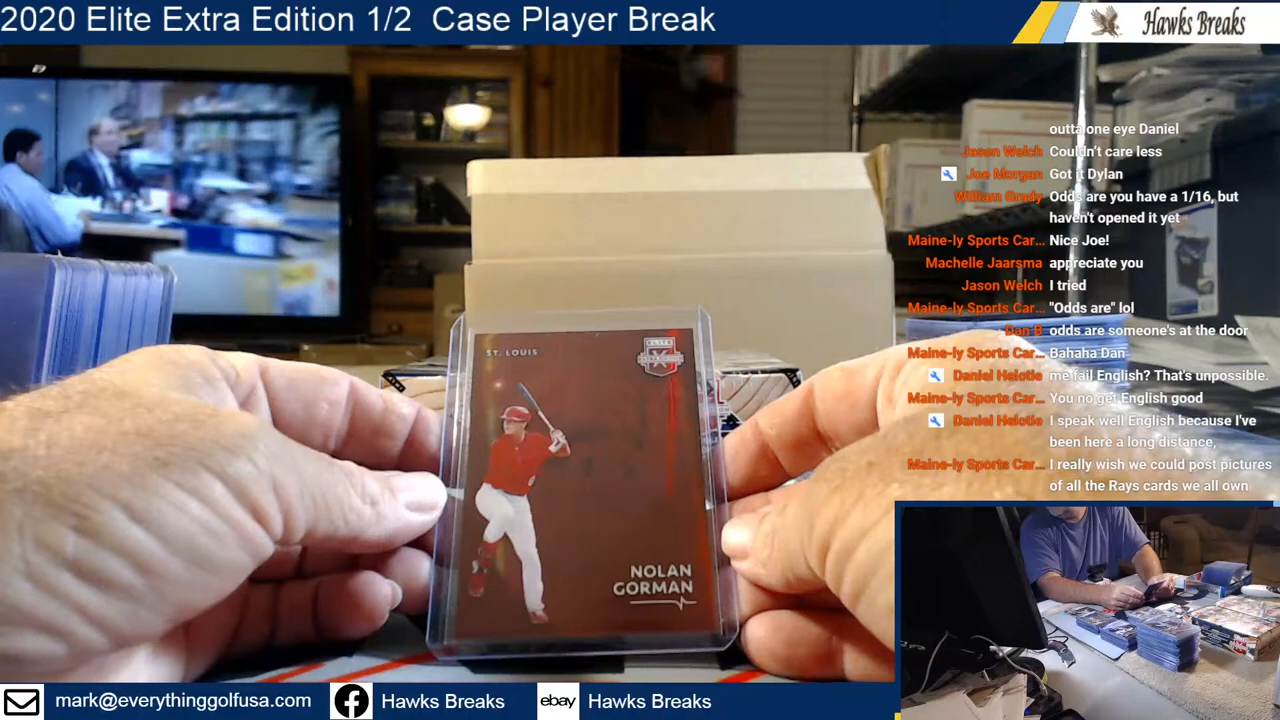 2020 Elite Extra Edition 1/2 Case Player Break
Hawks Breaks
outta one eye Daniel
Jason Welch Couldn't care less
Joe Morgan Got it Dylan
William Grady Odds are you have a 1/16, but
haven't opened it yet
Maine-ly Sports Car... Nice Joe!
Machelle Jaarsma appreciate you
Jason Welch I tried
Maine-ly Sports Car... "Odds are" lol
Dan B odds are someone's at the door
Maine-ly Sports Car... Bahaha Dan
Daniel Helotie me fail English? That's unpossible.
Maine-ly Sports Car... You no get English good
Daniel Helotie I speak well English because I've
been here a long distance,
Maine-ly Sports Car... I really wish we could post pictures
of all the Rays cards we all own
ST. LOUIS
ELITE
EXTRA EDITION
NOLAN
GORMAN
mark@everythinggolfusa.com
Hawks Breaks
ebay
Hawks Breaks